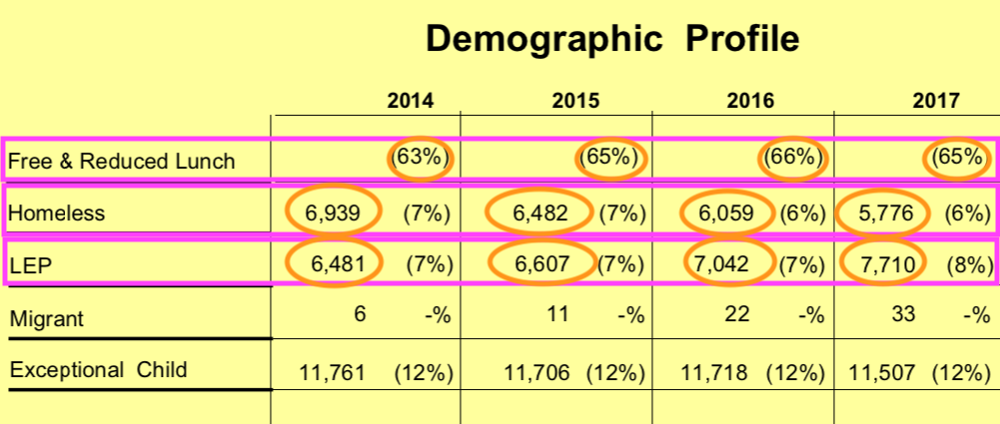 Demographic Profile
2014 2015 2016 2017
Free & Reduced Lunch (63%) (65%) (66%) (65%
Homeless 6,939 (7%) 6,482 (7%) 6,059 (6%) 5,776 (6%)
LEP 6,481 (7%) 6,607 (7%) 7,042 (7%) 7,710 (8%)
Migrant 6 -% 11 -% 22 -% 33 -%
Exceptional Child 11,761 (12%) 11,706 (12%) 11,718 (12%) 11,507 (12%)